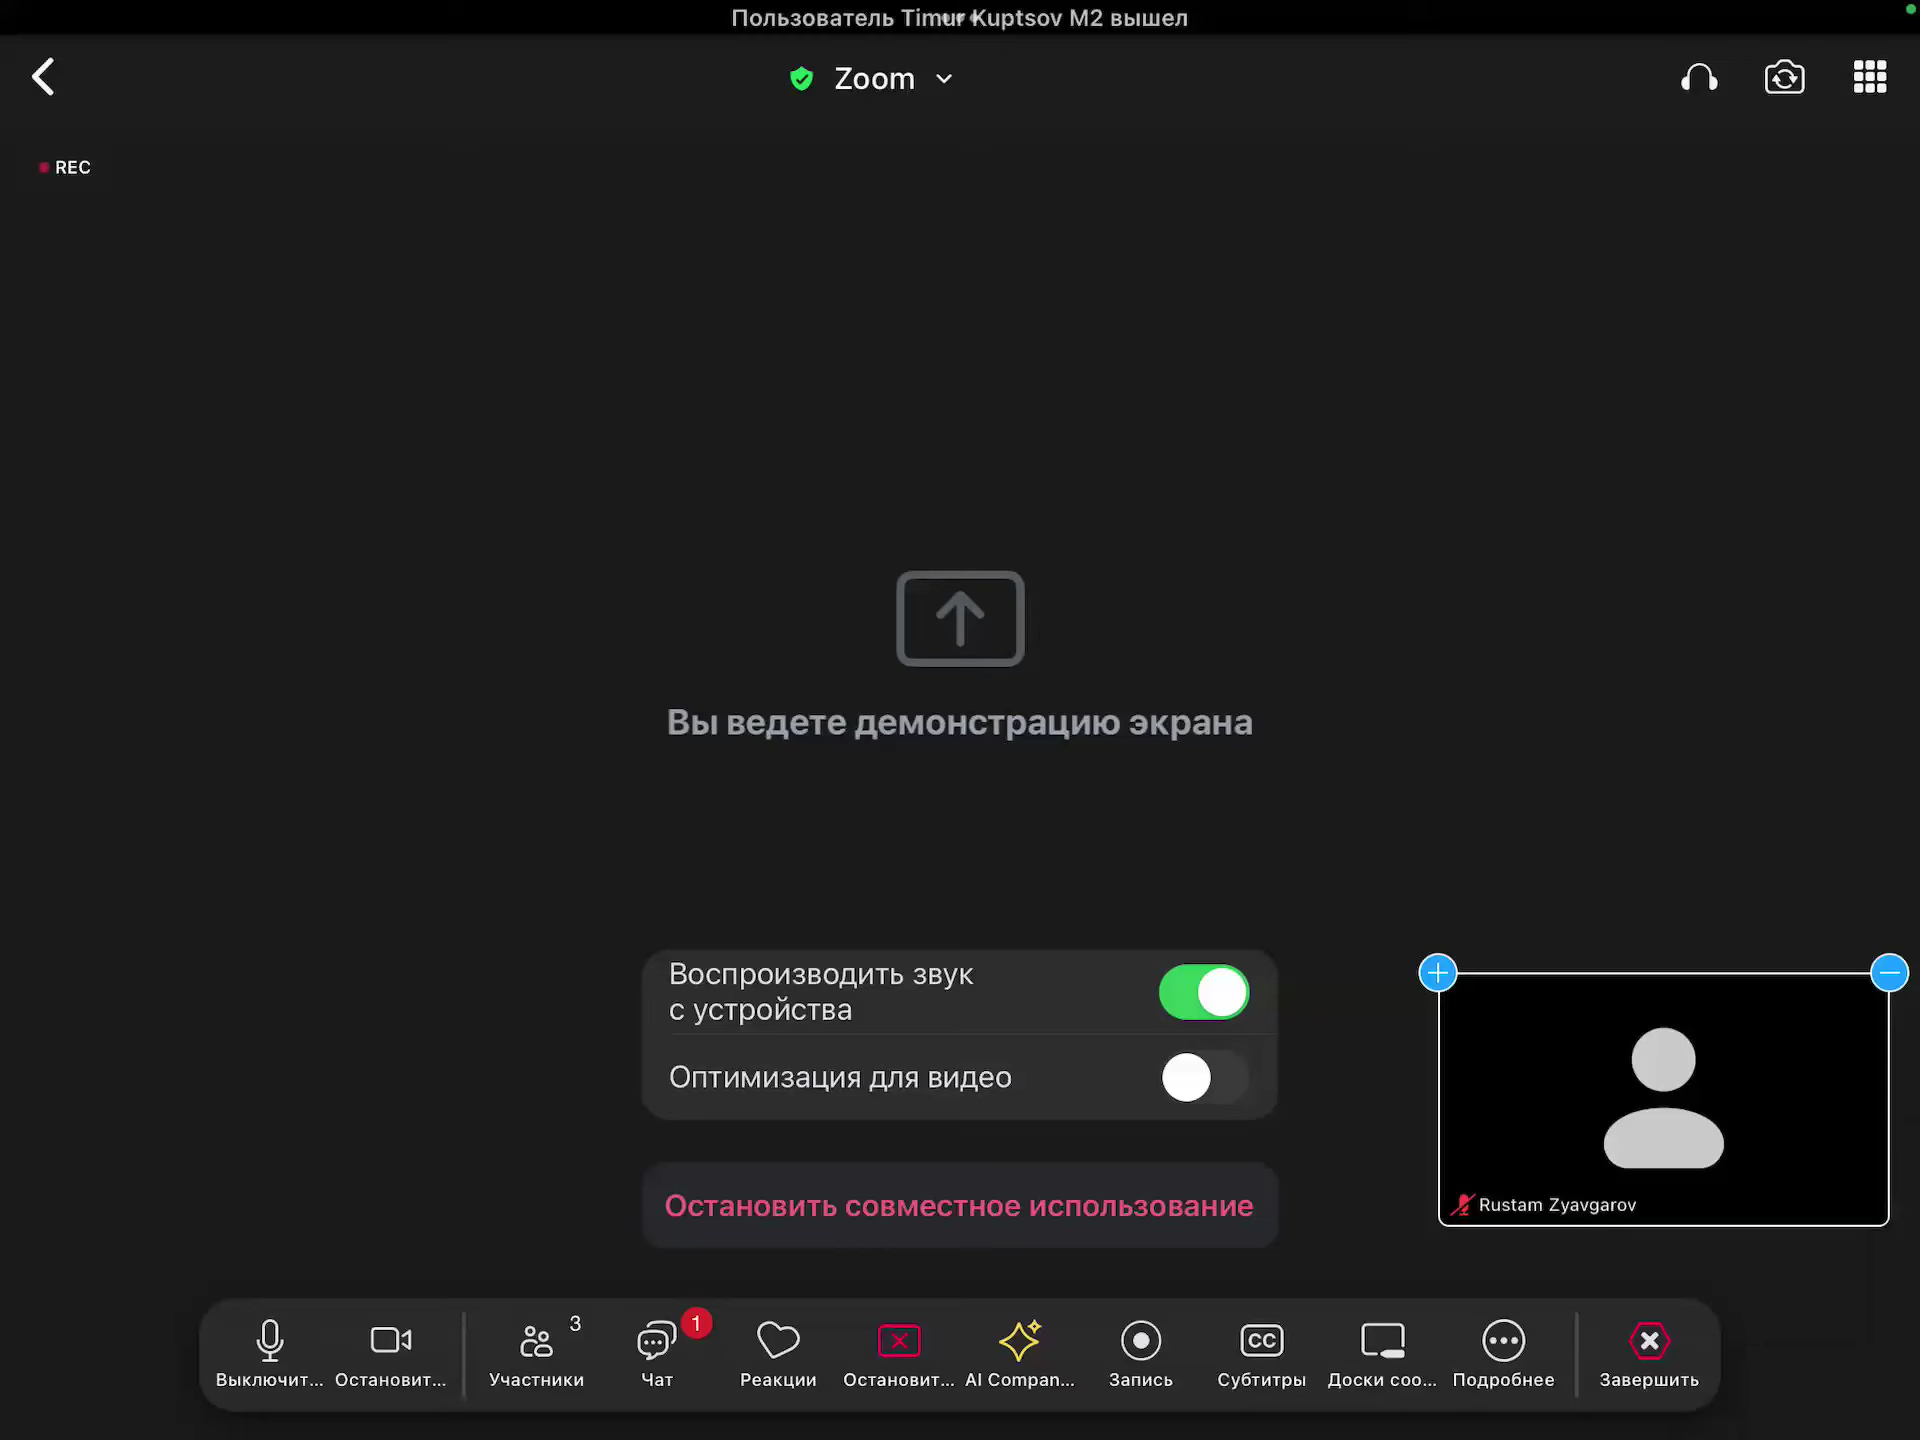 Пользователь Timur Kuptsov M2 вышел
Zoom
REC
Вы ведете демонстрацию экрана
Воспроизводить звук
с устройства
Оптимизация для видео
Остановить совместное использование
Rustam Zyavgarov
3
1
CC
Выключит... Остановит... Участники Чат Реакции Остановит... AI Compan... Запись Субтитры Доски соо... Подробнее Завершить